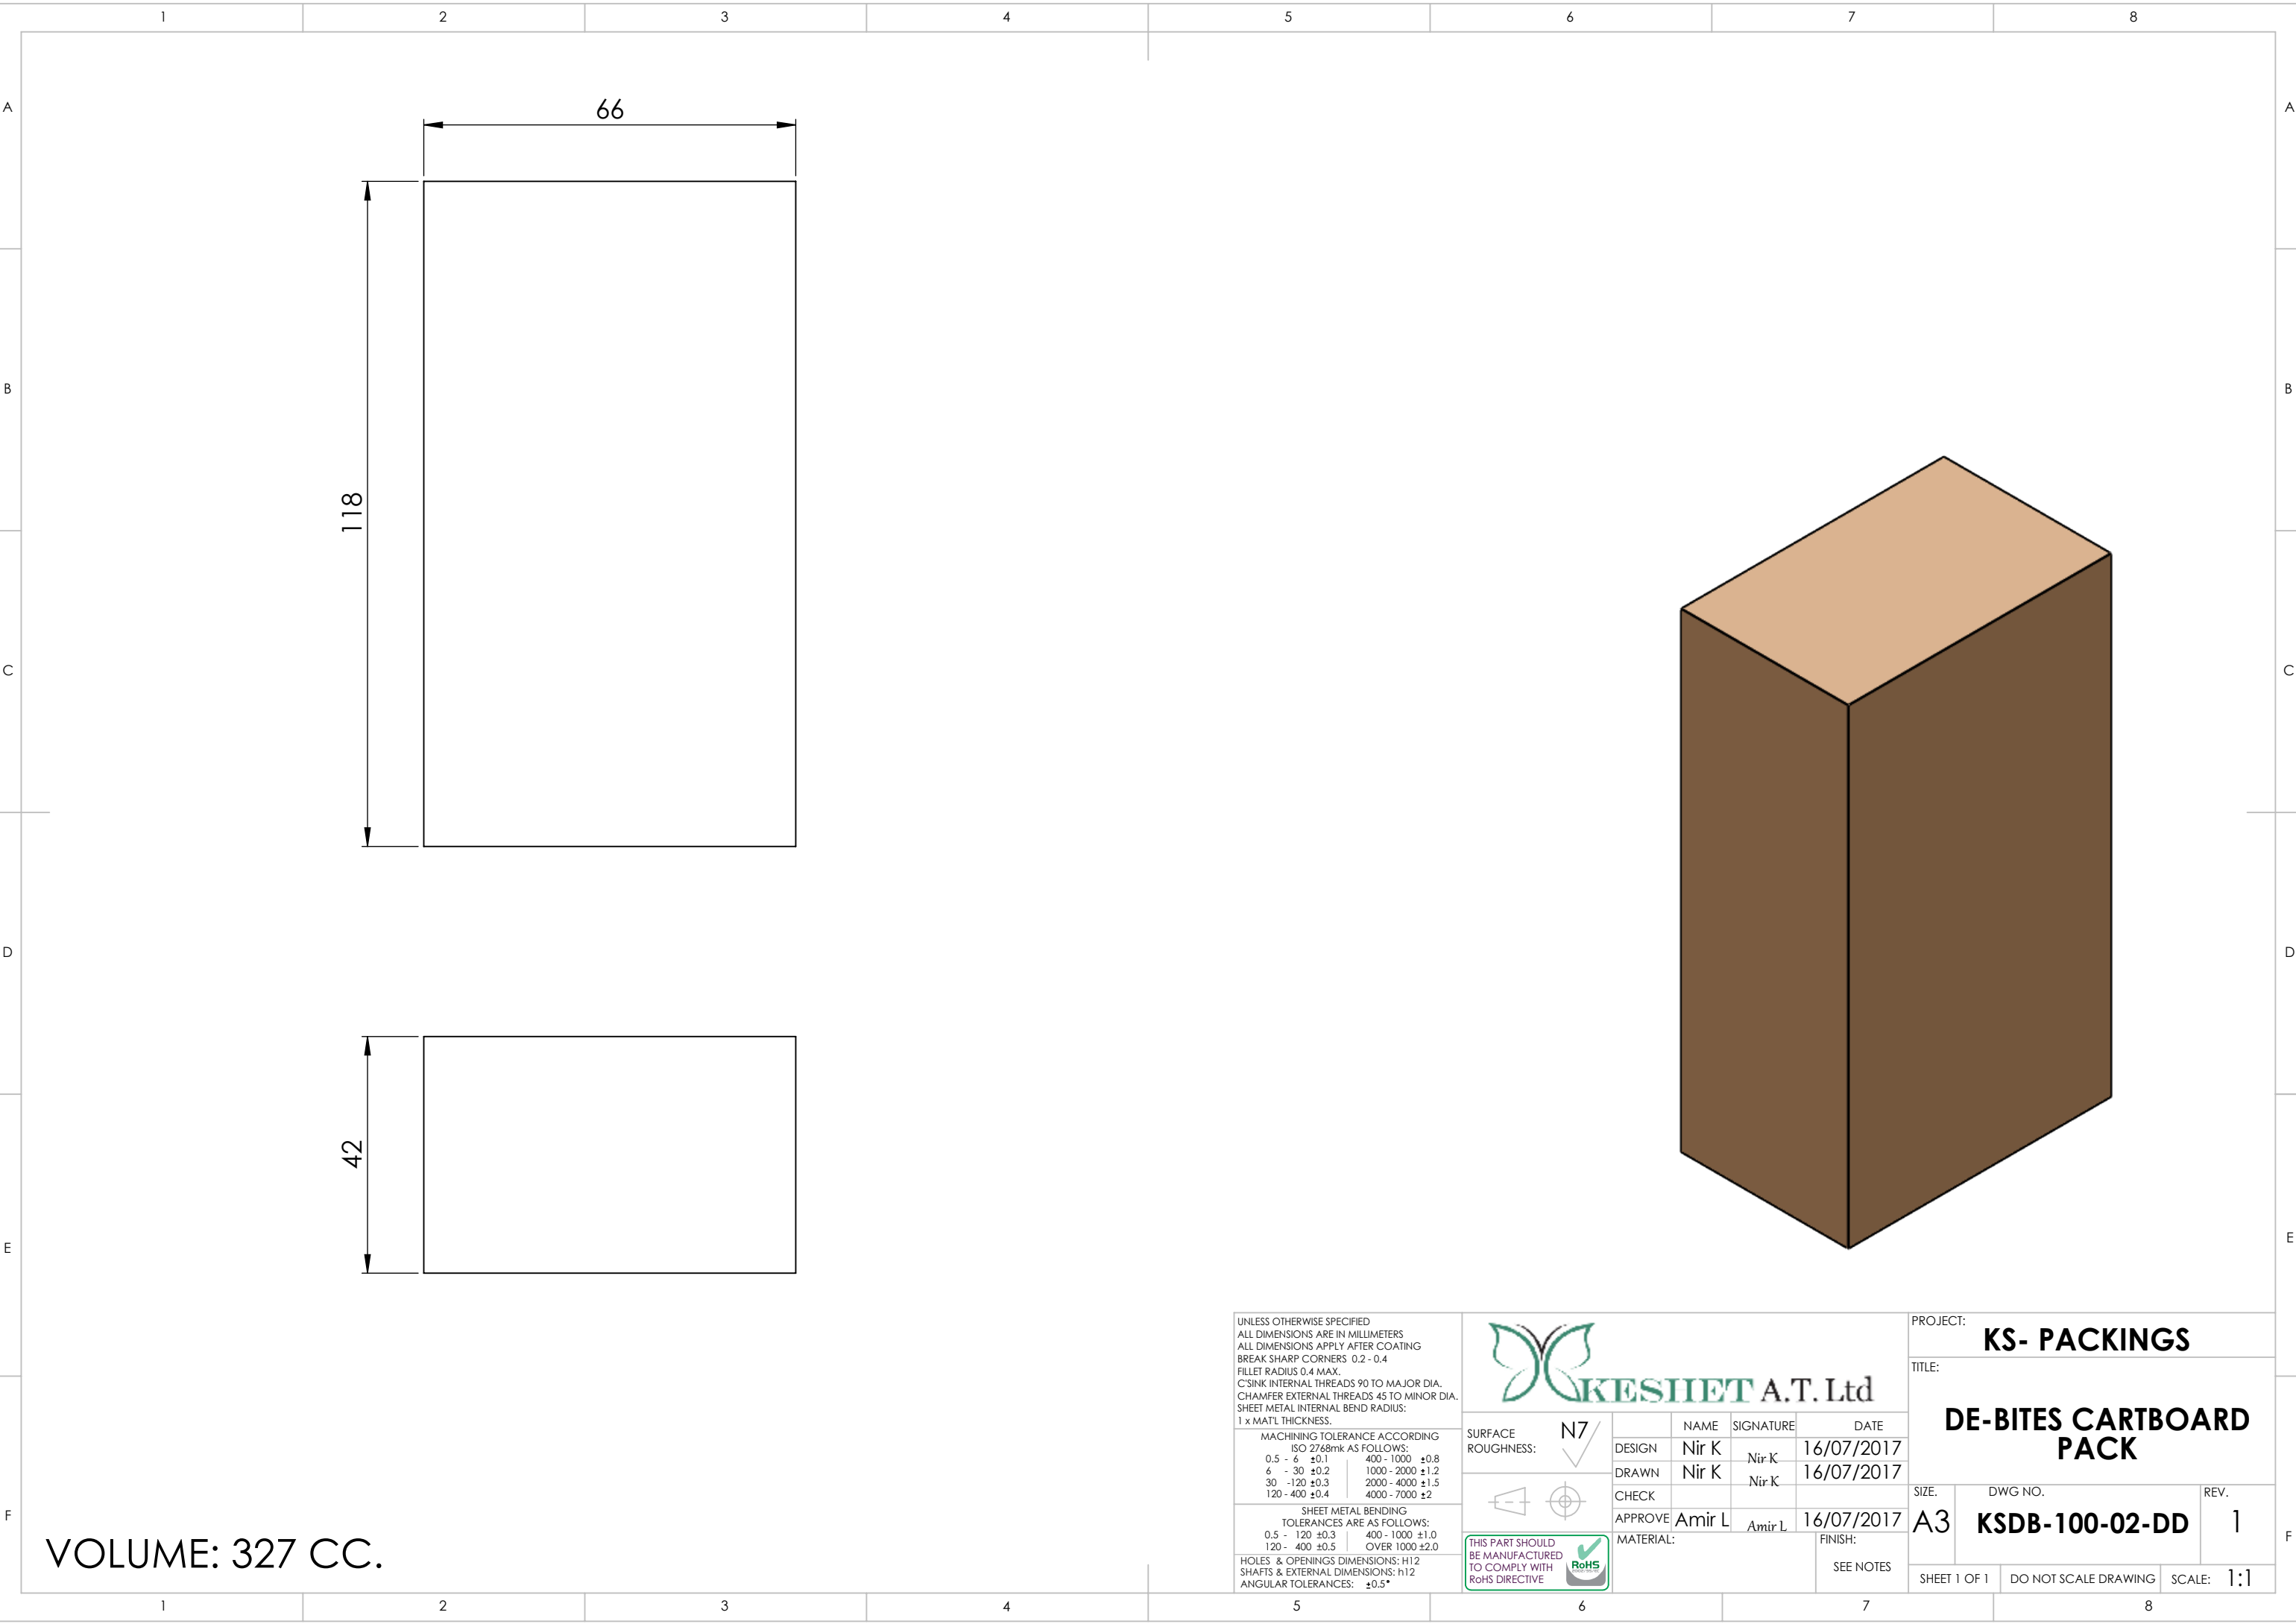 1 2 3 4 5 6 7 8
A A
B B
C C
D D
E E
F F
66
118
42
VOLUME: 327 CC.
UNLESS OTHERWISE SPECIFIED
ALL DIMENSIONS ARE IN MILLIMETERS
ALL DIMENSIONS APPLY AFTER COATING
BREAK SHARP CORNERS 0.2 - 0.4
FILLET RADIUS 0.4 MAX.
C'SINK INTERNAL THREADS 90 TO MAJOR DIA.
CHAMFER EXTERNAL THREADS 45 TO MINOR DIA.
SHEET METAL INTERNAL BEND RADIUS:
1 x MAT'L THICKNESS.
MACHINING TOLERANCE ACCORDING
ISO 2768mk AS FOLLOWS:
0.5 - 6 ±0.1 400 - 1000 ±0.8
6 - 30 ±0.2 1000 - 2000 ±1.2
30 -120 ±0.3 2000 - 4000 ±1.5
120 - 400 ±0.4 4000 - 7000 ±2
SHEET METAL BENDING
TOLERANCES ARE AS FOLLOWS:
0.5 - 120 ±0.3 400 - 1000 ±1.0
120 - 400 ±0.5 OVER 1000 ±2.0
HOLES & OPENINGS DIMENSIONS: H12
SHAFTS & EXTERNAL DIMENSIONS: h12
ANGULAR TOLERANCES: ±0.5°
KESHET A.T. Ltd
SURFACE
ROUGHNESS:
N7
NAME SIGNATURE DATE
DESIGN Nir K Nir K 16/07/2017
DRAWN Nir K Nir K 16/07/2017
CHECK
APPROVE Amir L Amir L 16/07/2017
THIS PART SHOULD
BE MANUFACTURED
TO COMPLY WITH
RoHS DIRECTIVE
RoHS
MATERIAL:
FINISH:
SEE NOTES
PROJECT:
KS- PACKINGS
TITLE:
DE-BITES CARTBOARD
PACK
SIZE. DWG NO. REV.
A3 KSDB-100-02-DD 1
SHEET 1 OF 1 DO NOT SCALE DRAWING SCALE: 1:1
1 2 3 4 5 6 7 8